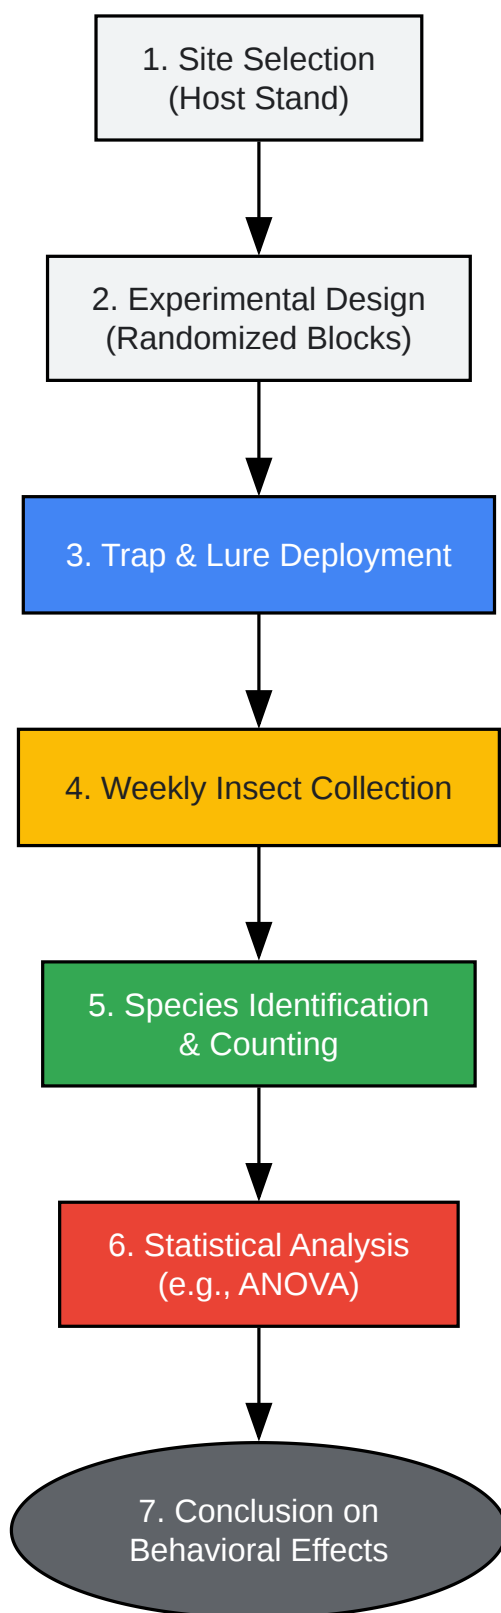 1. Site Selection
(Host Stand)
2. Experimental Design
(Randomized Blocks)
3. Trap & Lure Deployment
4. Weekly Insect Collection
5. Species Identification
& Counting
6. Statistical Analysis
(e.g., ANOVA)
7. Conclusion on
Behavioral Effects